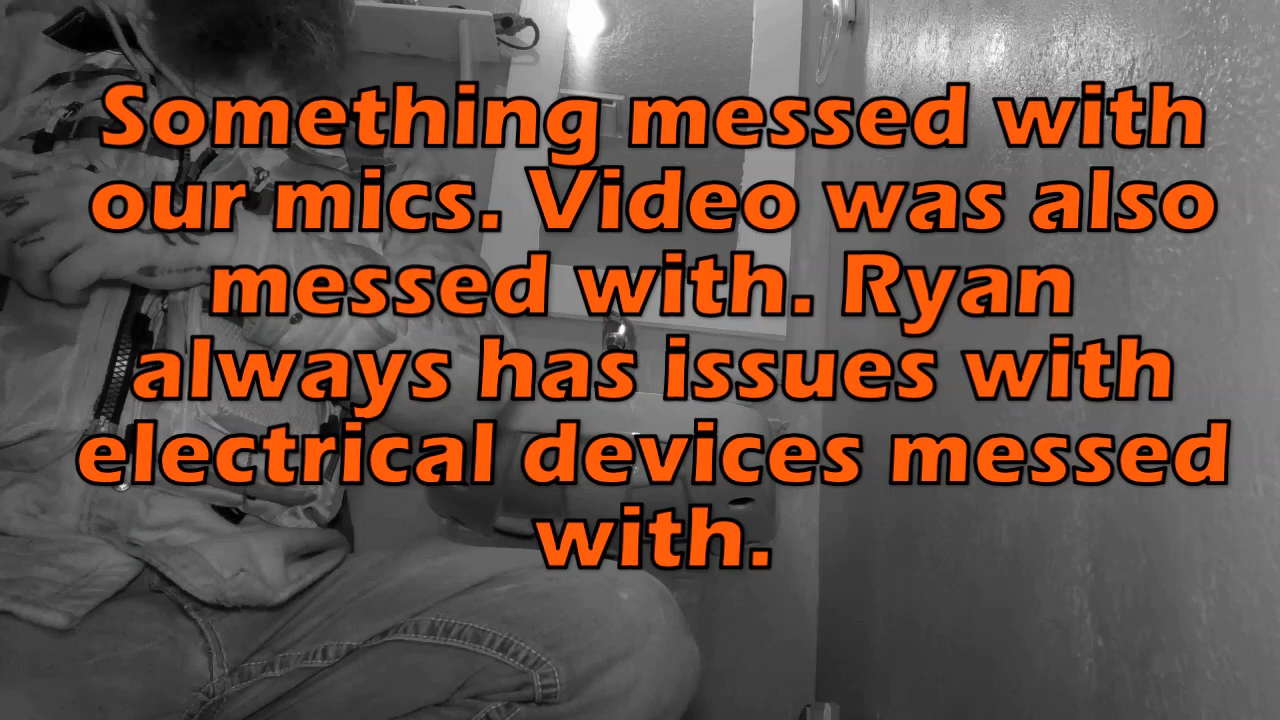 Something messed with
our mics. Video was also
messed with. Ryan
always has issues with
electrical devices messed
with.